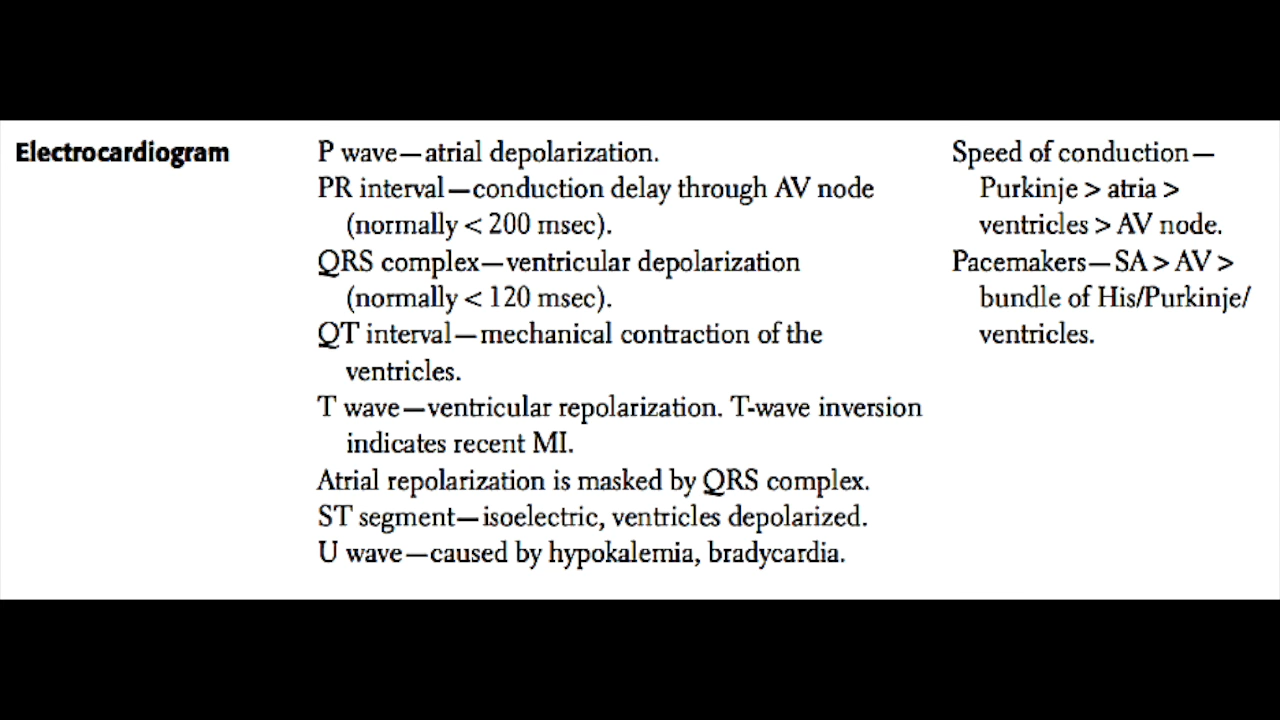 Electrocardiogram
P wave—atrial depolarization.
PR interval—conduction delay through AV node
(normally < 200 msec).
QRS complex—ventricular depolarization
(normally < 120 msec).
QT interval—mechanical contraction of the
ventricles.
T wave—ventricular repolarization. T-wave inversion
indicates recent MI.
Atrial repolarization is masked by QRS complex.
ST segment—isoelectric, ventricles depolarized.
U wave—caused by hypokalemia, bradycardia.
Speed of conduction—
Purkinje > atria >
ventricles > AV node.
Pacemakers—SA > AV >
bundle of His/Purkinje/
ventricles.